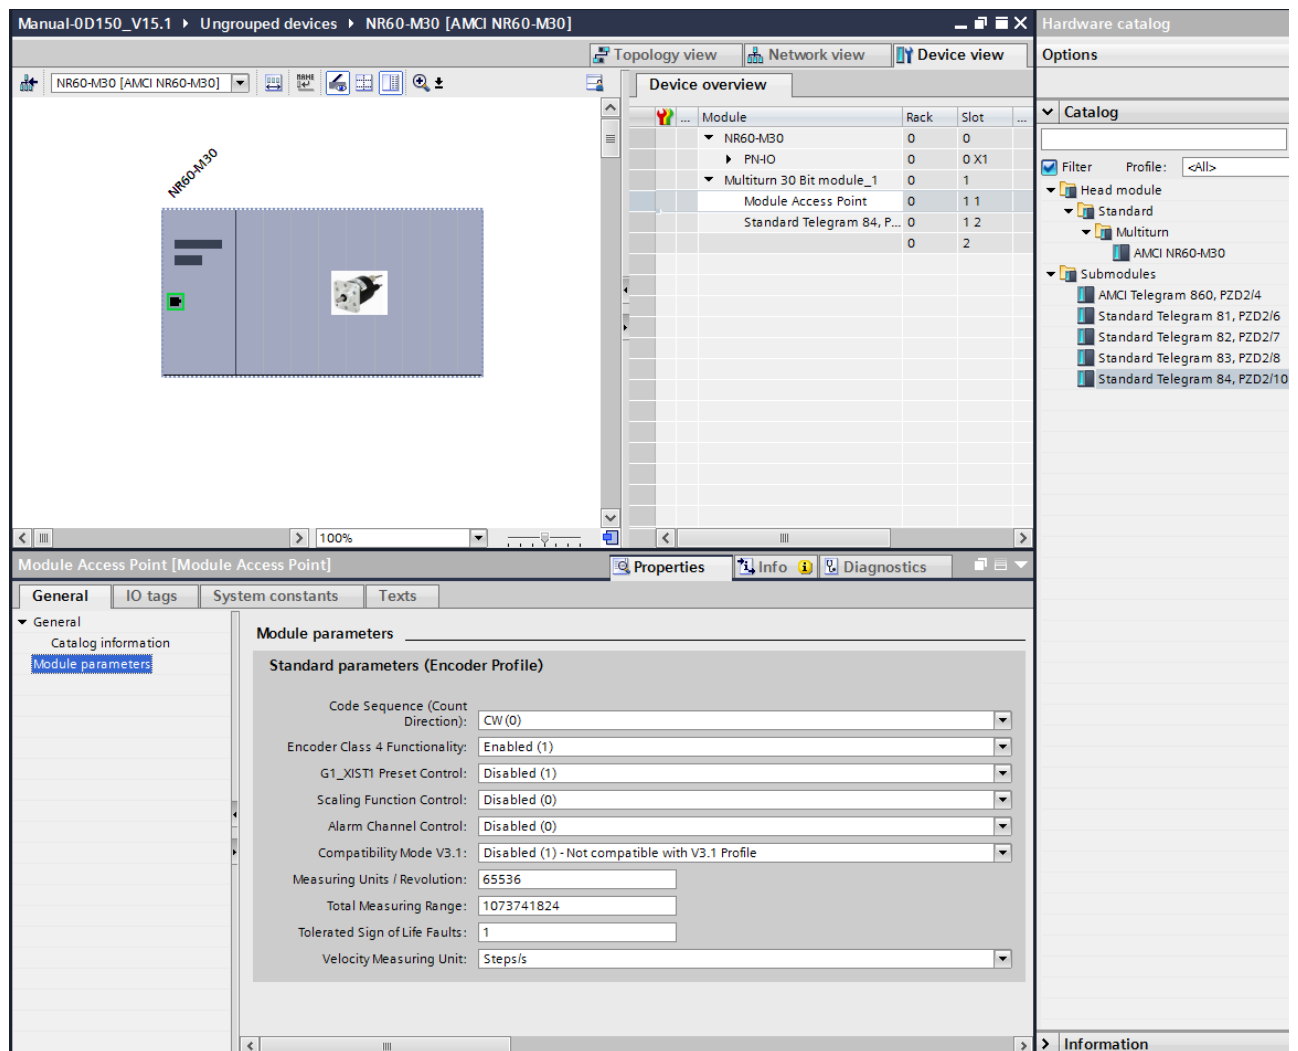 Manual-0D150_V15.1 ▸ Ungrouped devices ▸ NR60-M30 [AMCI NR60-M30]
Topology view
Network view
Device view
NR60-M30 [AMCI NR60-M30]
NR60-M30
100%
Device overview
... Module Rack Slot ...
NR60-M30 0 0
PN-IO 0 0 X1
Multiturn 30 Bit module_1 0 1
Module Access Point 0 1 1
Standard Telegram 84, P... 0 1 2
0 2
Hardware catalog
Options
Catalog
Filter Profile: <All>
Head module
Standard
Multiturn
AMCI NR60-M30
Submodules
AMCI Telegram 860, PZD2/4
Standard Telegram 81, PZD2/6
Standard Telegram 82, PZD2/7
Standard Telegram 83, PZD2/8
Standard Telegram 84, PZD2/10
Information
Module Access Point [Module Access Point]
Properties
Info
Diagnostics
General
IO tags
System constants
Texts
General
Catalog information
Module parameters
Module parameters
Standard parameters (Encoder Profile)
Code Sequence (Count
Direction): CW (0)
Encoder Class 4 Functionality: Enabled (1)
G1_XIST1 Preset Control: Disabled (1)
Scaling Function Control: Disabled (0)
Alarm Channel Control: Disabled (0)
Compatibility Mode V3.1: Disabled (1) - Not compatible with V3.1 Profile
Measuring Units / Revolution: 65536
Total Measuring Range: 1073741824
Tolerated Sign of Life Faults: 1
Velocity Measuring Unit: Steps/s